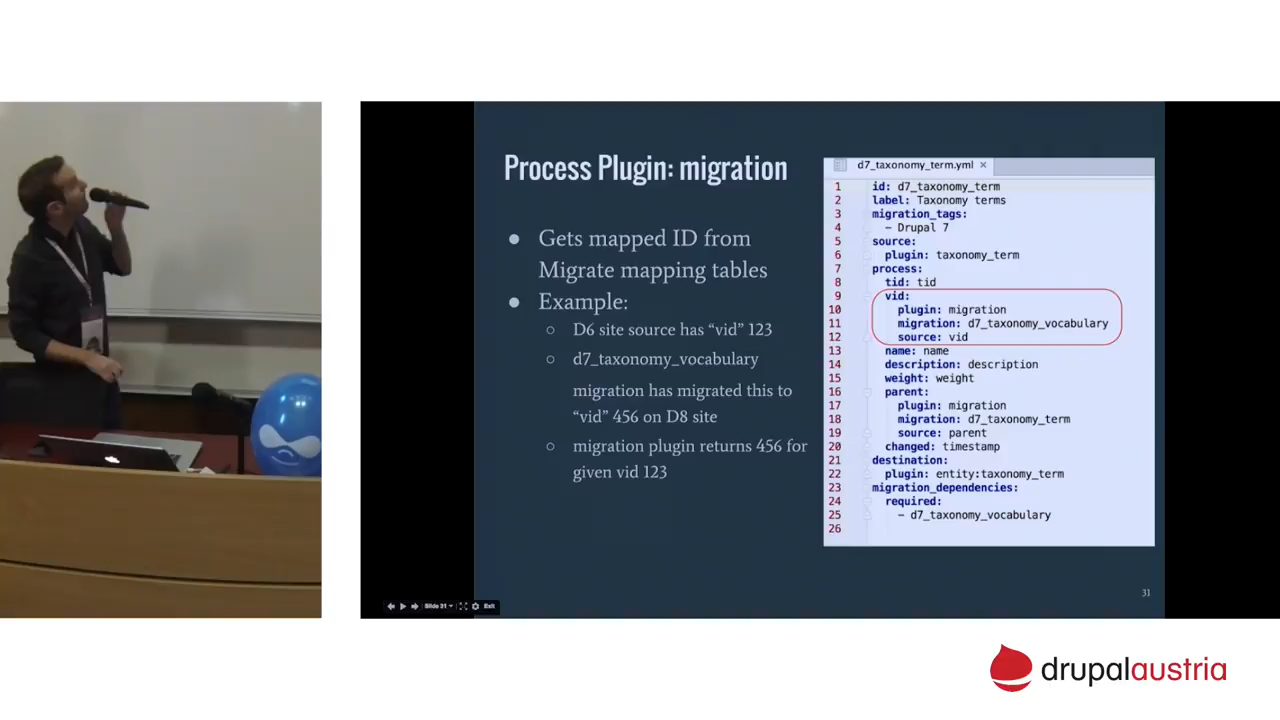 Process Plugin: migration
● Gets mapped ID from
Migrate mapping tables
● Example:
○ D6 site source has “vid” 123
○ d7_taxonomy_vocabulary
migration has migrated this to
“vid” 456 on D8 site
○ migration plugin returns 456 for
given vid 123
d7_taxonomy_term.yml ×
1 id: d7_taxonomy_term
2 label: Taxonomy terms
3 migration_tags:
4 - Drupal 7
5 source:
6 plugin: taxonomy_term
7 process:
8 tid: tid
9 vid:
10 plugin: migration
11 migration: d7_taxonomy_vocabulary
12 source: vid
13 name: name
14 description: description
15 weight: weight
16 parent:
17 plugin: migration
18 migration: d7_taxonomy_term
19 source: parent
20 changed: timestamp
21 destination:
22 plugin: entity:taxonomy_term
23 migration_dependencies:
24 required:
25 - d7_taxonomy_vocabulary
26
31
Slide 31 Exit
drupalaustria